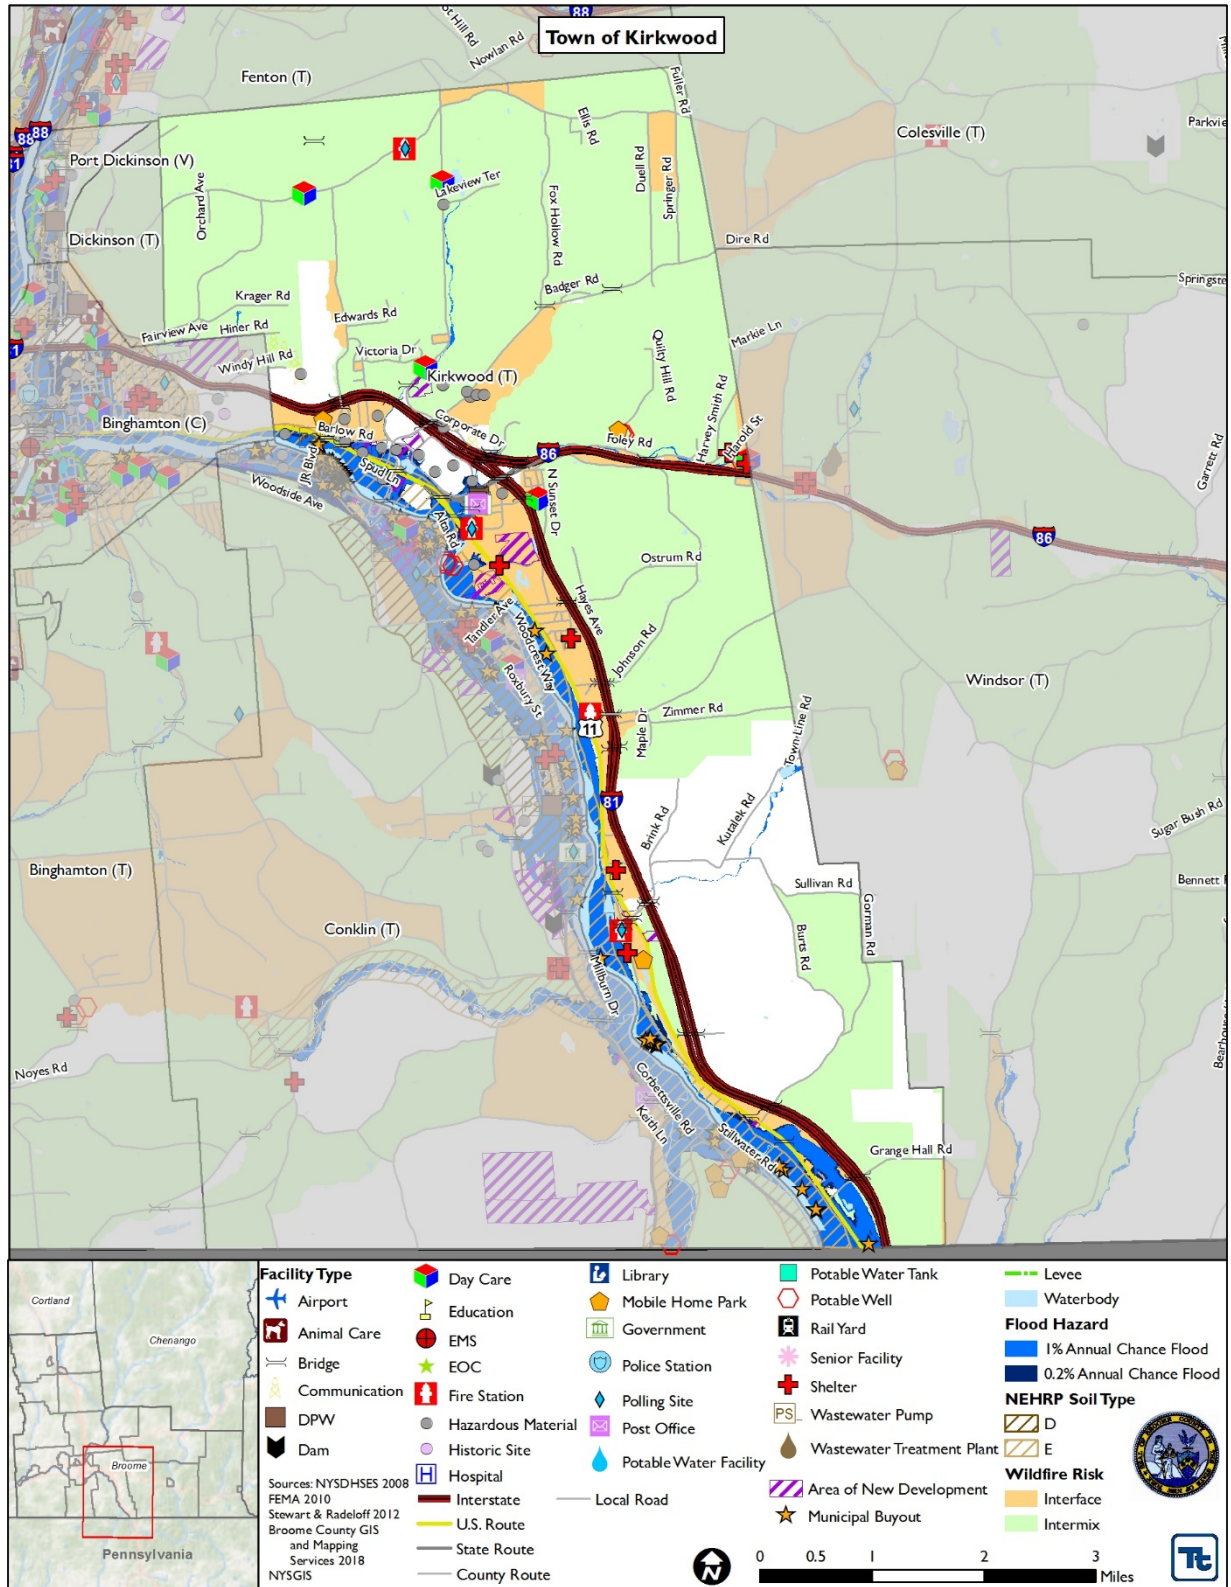 Town of Kirkwood
88
Nowlan Rd
Fenton (T)
Fuller Rd
Ellis Rd
Colesville (T)
88
88
81
Port Dickinson (V)
Orchard Ave
Lakeview Ter
Fox Hollow Rd
Duell Rd
Springer Rd
Dickinson (T)
Dire Rd
Badger Rd
Krager Rd
Edwards Rd
Fairview Ave
Hiner Rd
Markie Ln
81
Windy Hill Rd
Victoria Dr
Kirkwood (T)
Quilty Hill Rd
Harvey Smith Rd
Garrett Rd
Binghamton (C)
Barlow Rd
Corporate Dr
Foley Rd
Harold St
86
JR Blvd
Spud Ln
N Sunset Dr
Woodside Ave
Alta Rd
86
Ostrum Rd
Hayes Ave
Tandler Ave
Woodcrest Way
Johnson Rd
Roxbury St
Windsor (T)
Zimmer Rd
11
Maple Dr
Town Line Rd
81
Brink Rd
Kutalek Rd
Sugar Bush Rd
PS
Binghamton (T)
Sullivan Rd
Gorman Rd
Conklin (T)
Burts Rd
Millburn Dr
Noyes Rd
Corbettsville Rd
Keith Ln
Stillwater Rd
Grange Hall Rd
Cortland
Chenango
Broome
Pennsylvania
Facility Type
Airport
Animal Care
Bridge
Communication
DPW
Dam
Sources: NYSDHSES 2008
FEMA 2010
Stewart & Radeloff 2012
Broome County GIS
and Mapping
Services 2018
NYSGIS
Day Care
Education
EMS
EOC
Fire Station
Hazardous Material
Historic Site
H Hospital
Interstate
U.S. Route
State Route
County Route
Local Road
Library
Mobile Home Park
Government
Police Station
Polling Site
Post Office
Potable Water Facility
Potable Water Tank
Potable Well
Rail Yard
Senior Facility
Shelter
PS Wastewater Pump
Wastewater Treatment Plant
Area of New Development
Municipal Buyout
Levee
Waterbody
Flood Hazard
1% Annual Chance Flood
0.2% Annual Chance Flood
NEHRP Soil Type
D
E
Wildfire Risk
Interface
Intermix
N
0 0.5 1 2 3
Miles
Tt